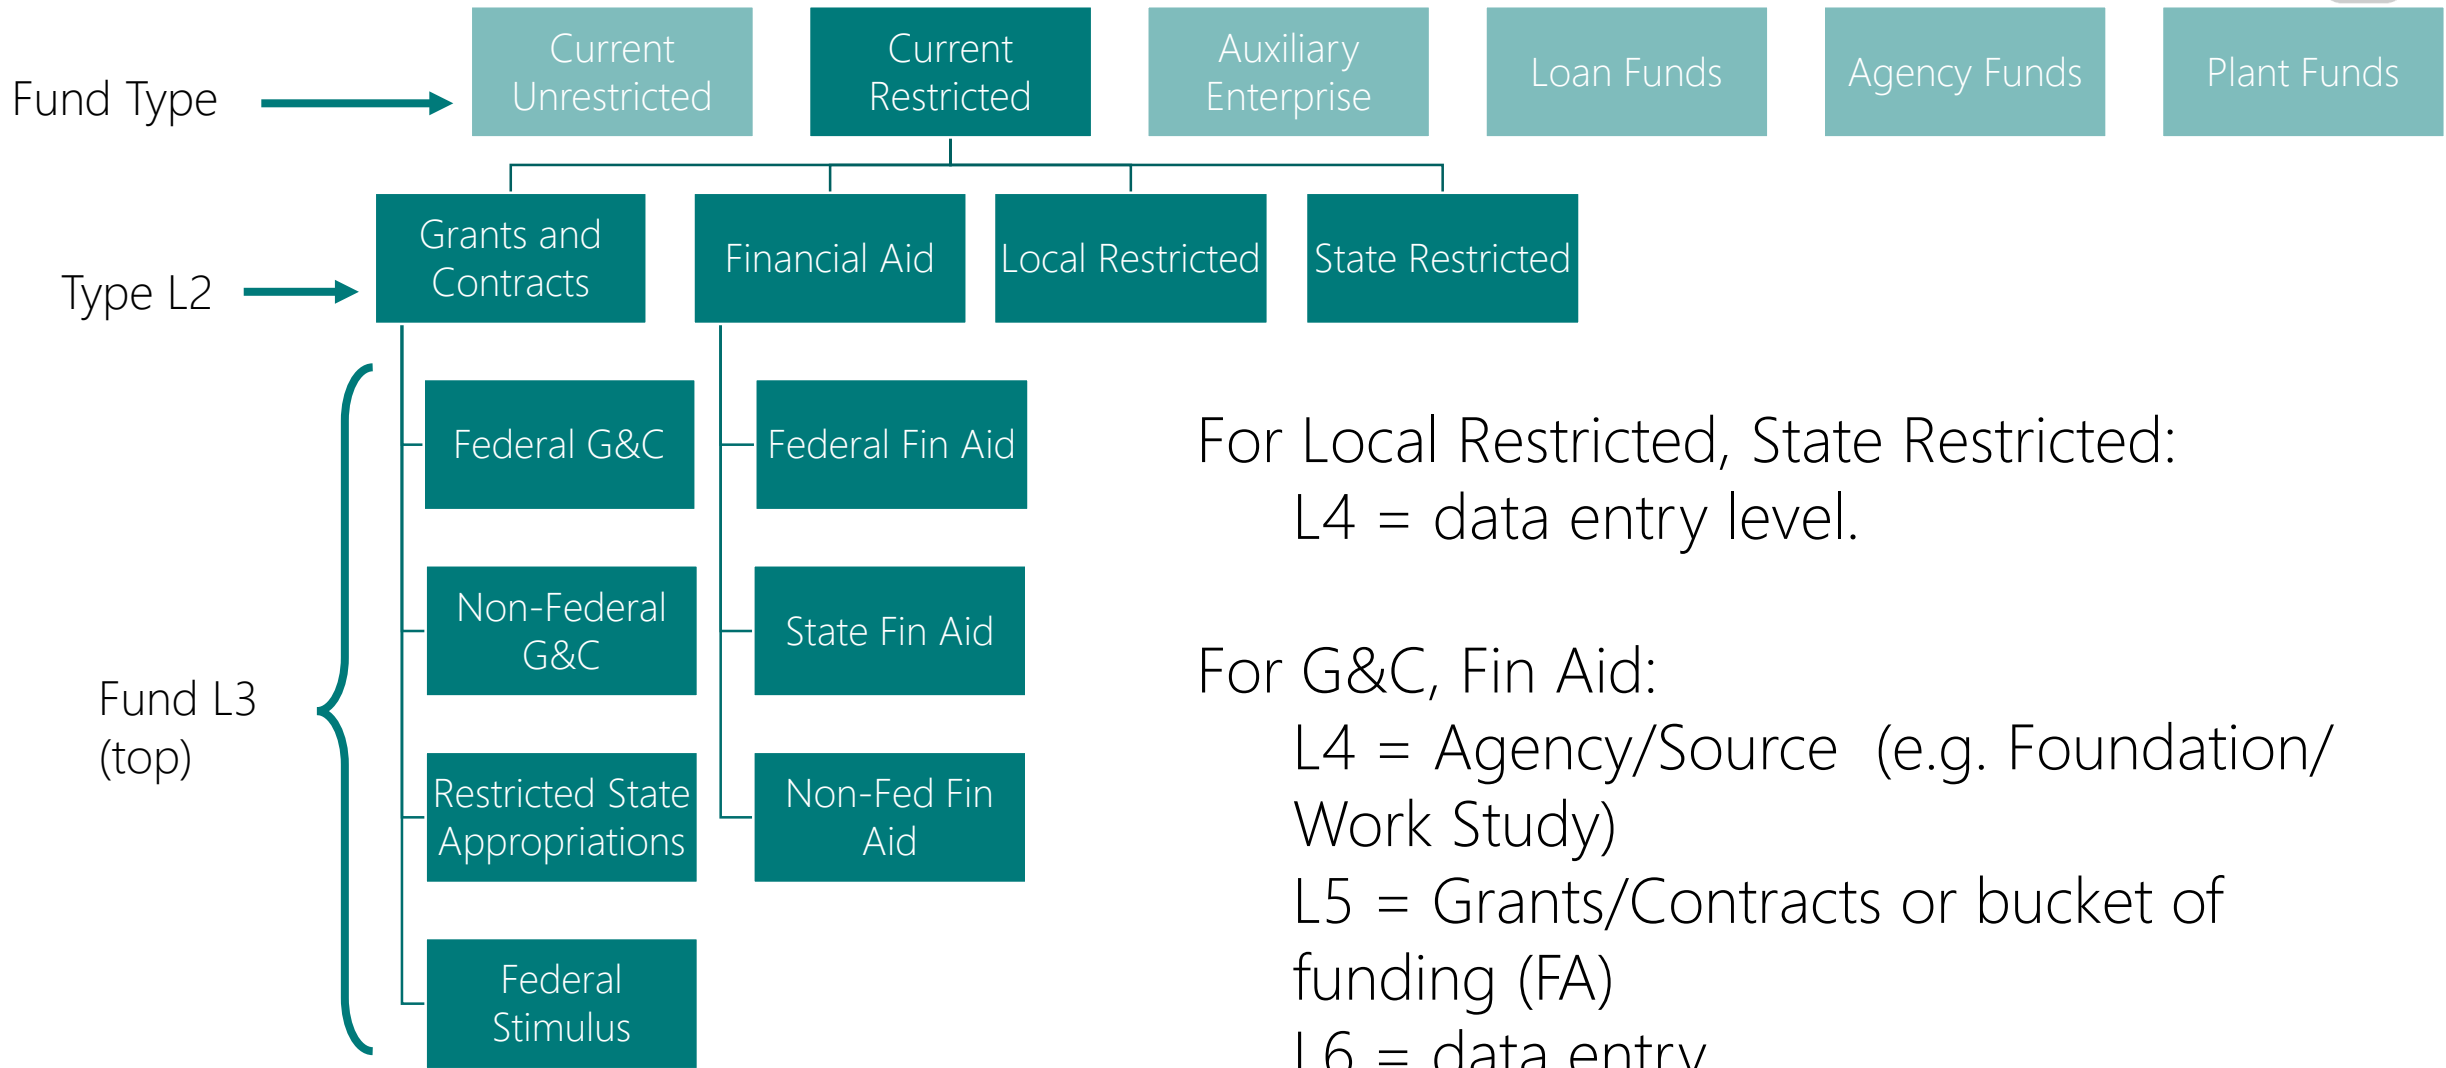 Fund Type
Current
Unrestricted
Current
Restricted
Auxiliary
Enterprise
Loan Funds
Agency Funds
Plant Funds
Type L2
Grants and
Contracts
Financial Aid
Local Restricted
State Restricted
Fund L3
(top)
Federal G&C
Non-Federal
G&C
Restricted State
Appropriations
Federal
Stimulus
Federal Fin Aid
State Fin Aid
Non-Fed Fin
Aid
For Local Restricted, State Restricted:
L4 = data entry level.
For G&C, Fin Aid:
L4 = Agency/Source  (e.g. Foundation/
Work Study)
L5 = Grants/Contracts or bucket of
funding (FA)
L6 = data entry